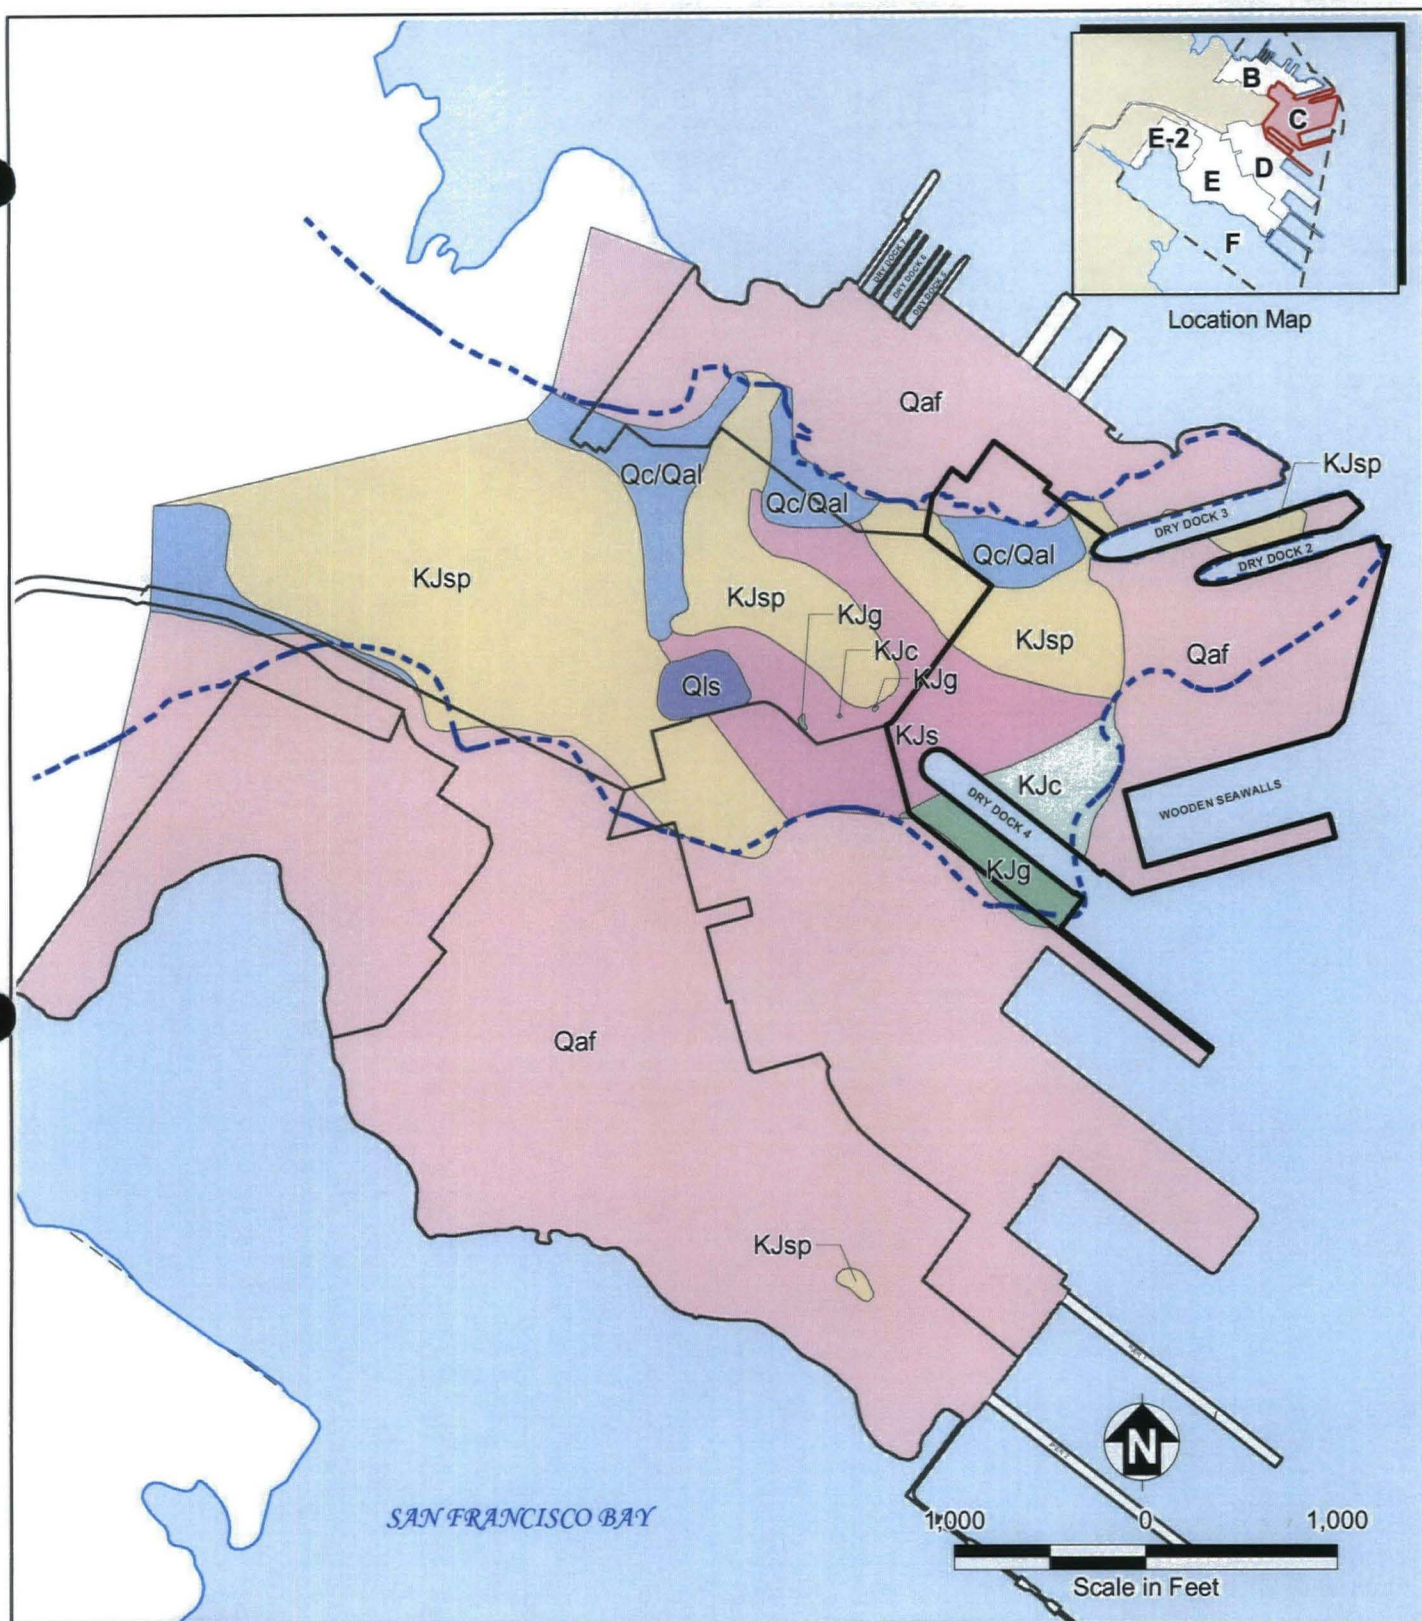 B
C
E-2
D
E
F
Location Map
DRY DOCK 7
DRY DOCK 6
DRY DOCK 5
Qaf
KJsp
Qc/Qal
Qc/Qal
DRY DOCK 3
Qc/Qal
DRY DOCK 2
KJsp
KJsp
KJg
KJsp
Qaf
KJc
KJg
Qls
KJs
KJc
WOODEN SEAWALLS
DRY DOCK 4
KJg
Qaf
KJsp
N
SAN FRANCISCO BAY
1,000 0 1,000
Scale in Feet